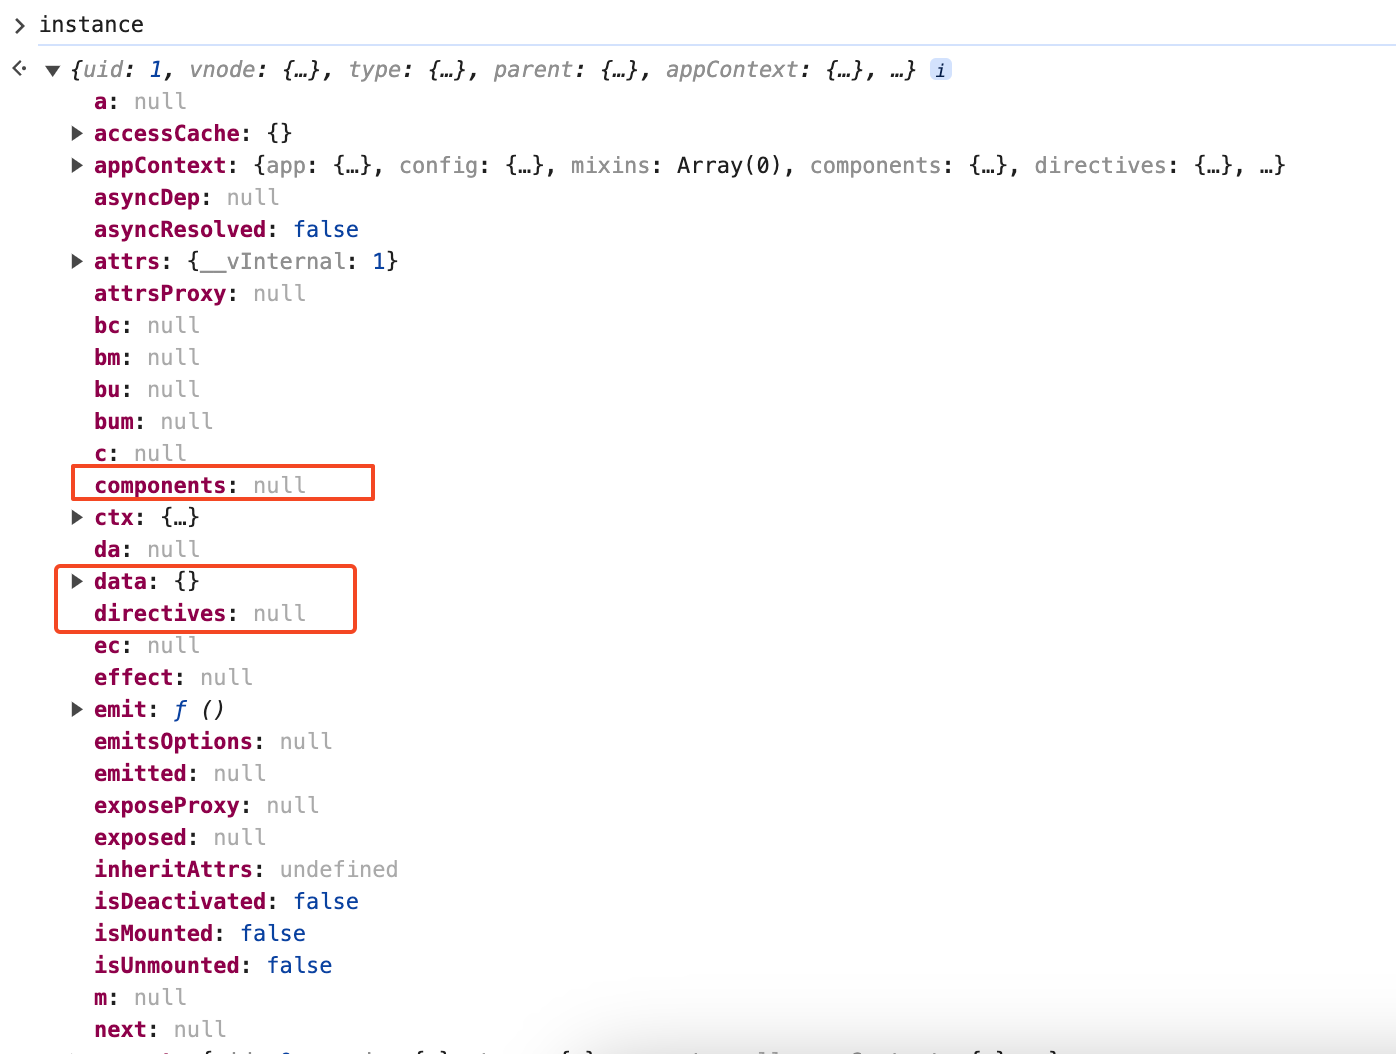 instance
{uid: 1, vnode: {…}, type: {…}, parent: {…}, appContext: {…}, …} i
a: null
accessCache: {}
appContext: {app: {…}, config: {…}, mixins: Array(0), components: {…}, directives: {…}, …}
asyncDep: null
asyncResolved: false
attrs: {__vInternal: 1}
attrsProxy: null
bc: null
bm: null
bu: null
bum: null
c: null
components: null
ctx: {…}
da: null
data: {}
directives: null
ec: null
effect: null
emit: ƒ ()
emitsOptions: null
emitted: null
exposeProxy: null
exposed: null
inheritAttrs: undefined
isDeactivated: false
isMounted: false
isUnmounted: false
m: null
next: null